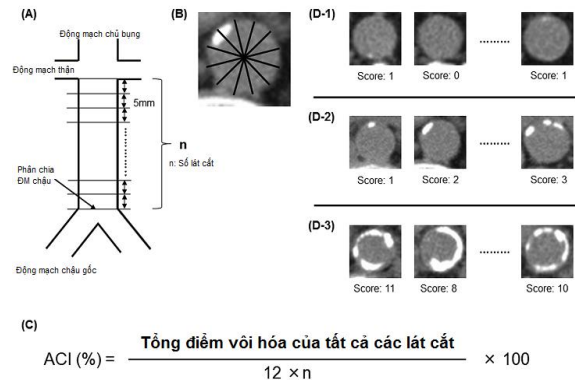 (A)
Động mạch chủ bụng
Động mạch thận
5mm
n
n: Số lát cắt
Phân chia
ĐM chậu
Động mạch chậu gốc
(B)
(D-1)
.........
Score: 1 Score: 0 Score: 1
(D-2)
.........
Score: 1 Score: 2 Score: 3
(D-3)
.........
Score: 11 Score: 8 Score: 10
(C)
Tổng điểm vôi hóa của tất cả các lát cắt
ACI (%) = × 100
12 × n